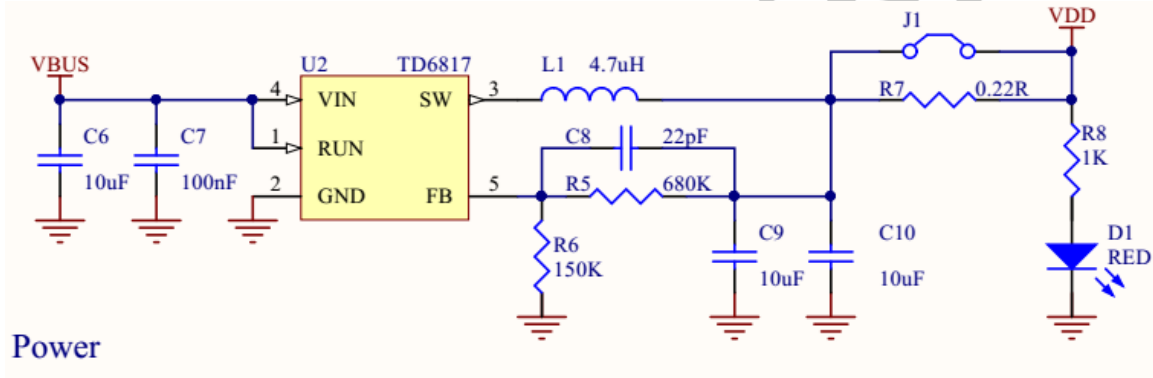 J1
VDD
VBUS
U2 TD6817
L1 4.7uH
4 VIN SW 3
R7 0.22R
C6
C7
1 RUN
C8 22pF
R8
1K
10uF
100nF
2 GND FB 5
R5 680K
R6
150K
C9
10uF
C10
10uF
D1
RED
Power